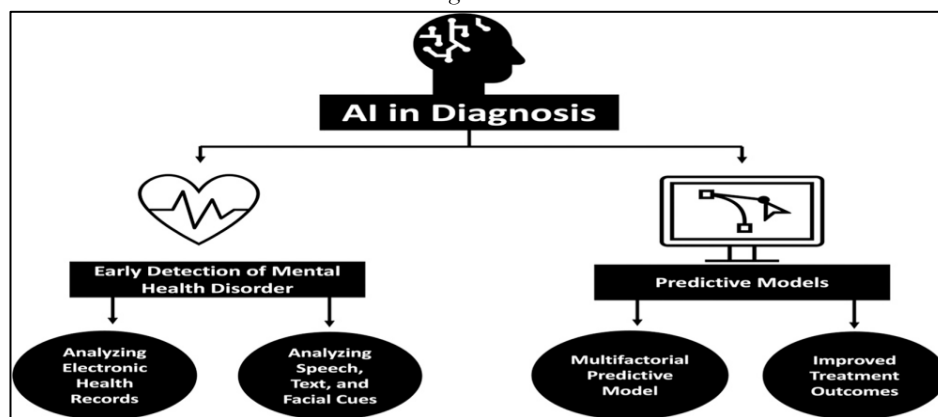 AI in Diagnosis
Early Detection of Mental
Health Disorder
Predictive Models
Analyzing
Electronic
Health
Records
Analyzing
Speech,
Text, and
Facial Cues
Multifactorial
Predictive
Model
Improved
Treatment
Outcomes